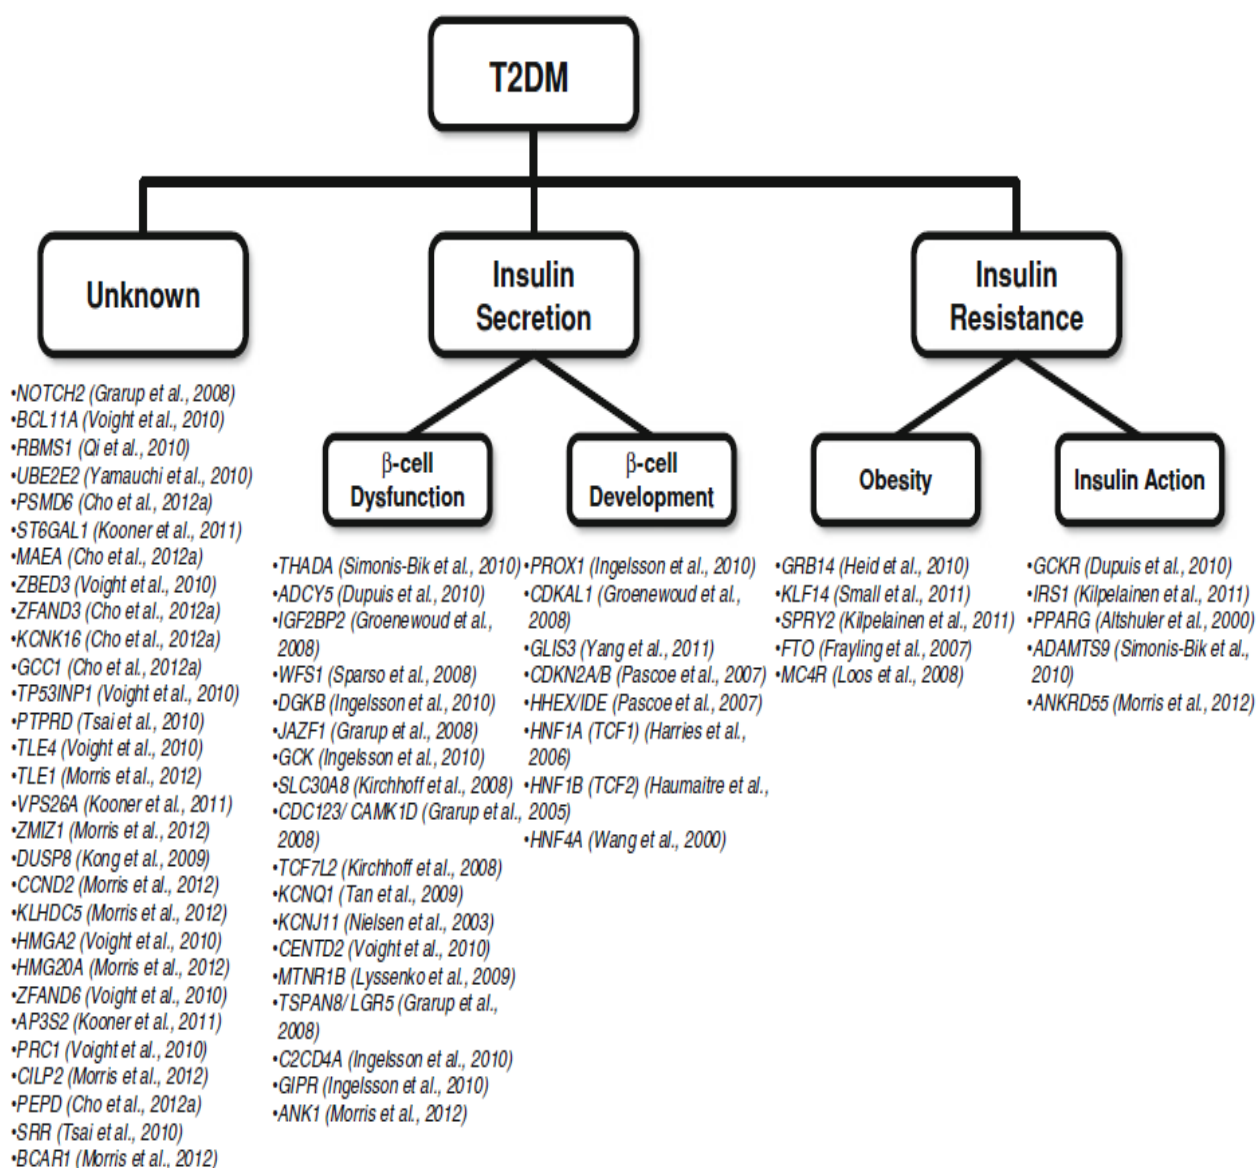 T2DM
Unknown
Insulin
Secretion
Insulin
Resistance
•NOTCH2 (Grarup et al., 2008)
•BCL11A (Voight et al., 2010)
•RBMS1 (Qi et al., 2010)
•UBE2E2 (Yamauchi et al., 2010)
•PSMD6 (Cho et al., 2012a)
•ST6GAL1 (Kooner et al., 2011)
•MAEA (Cho et al., 2012a)
•ZBED3 (Voight et al., 2010)
•ZFAND3 (Cho et al., 2012a)
•KCNK16 (Cho et al., 2012a)
•GCC1 (Cho et al., 2012a)
•TP53INP1 (Voight et al., 2010)
•PTPRD (Tsai et al., 2010)
•TLE4 (Voight et al., 2010)
•TLE1 (Morris et al., 2012)
•VPS26A (Kooner et al., 2011)
•ZMIZ1 (Morris et al., 2012)
•DUSP8 (Kong et al., 2009)
•CCND2 (Morris et al., 2012)
•KLHDC5 (Morris et al., 2012)
•HMGA2 (Voight et al., 2010)
•HMG20A (Morris et al., 2012)
•ZFAND6 (Voight et al., 2010)
•AP3S2 (Kooner et al., 2011)
•PRC1 (Voight et al., 2010)
•CILP2 (Morris et al., 2012)
•PEPD (Cho et al., 2012a)
•SRR (Tsai et al., 2010)
•BCAR1 (Morris et al., 2012)
β-cell
Dysfunction
•THADA (Simonis-Bik et al., 2010)
•ADCY5 (Dupuis et al., 2010)
•IGF2BP2 (Groenewoud et al.,
2008)
•WFS1 (Sparso et al., 2008)
•DGKB (Ingelsson et al., 2010)
•JAZF1 (Grarup et al., 2008)
•GCK (Ingelsson et al., 2010)
•SLC30A8 (Kirchhoff et al., 2008)
•CDC123/ CAMK1D (Grarup et al.,
2008)
•TCF7L2 (Kirchhoff et al., 2008)
•KCNQ1 (Tan et al., 2009)
•KCNJ11 (Nielsen et al., 2003)
•CENTD2 (Voight et al., 2010)
•MTNR1B (Lyssenko et al., 2009)
•TSPAN8/ LGR5 (Grarup et al.,
2008)
•C2CD4A (Ingelsson et al., 2010)
•GIPR (Ingelsson et al., 2010)
•ANK1 (Morris et al., 2012)
β-cell
Development
•PROX1 (Ingelsson et al., 2010)
•CDKAL1 (Groenewoud et al.,
2008)
•GLIS3 (Yang et al., 2011)
•CDKN2A/B (Pascoe et al., 2007)
•HHEX/IDE (Pascoe et al., 2007)
•HNF1A (TCF1) (Harries et al.,
2006)
•HNF1B (TCF2) (Haumaitre et al.,
2005)
•HNF4A (Wang et al., 2000)
Obesity
•GRB14 (Heid et al., 2010)
•KLF14 (Small et al., 2011)
•SPRY2 (Kilpelainen et al., 2011)
•FTO (Frayling et al., 2007)
•MC4R (Loos et al., 2008)
Insulin Action
•GCKR (Dupuis et al., 2010)
•IRS1 (Kilpelainen et al., 2011)
•PPARG (Altshuler et al., 2000)
•ADAMTS9 (Simonis-Bik et al.,
2010)
•ANKRD55 (Morris et al., 2012)